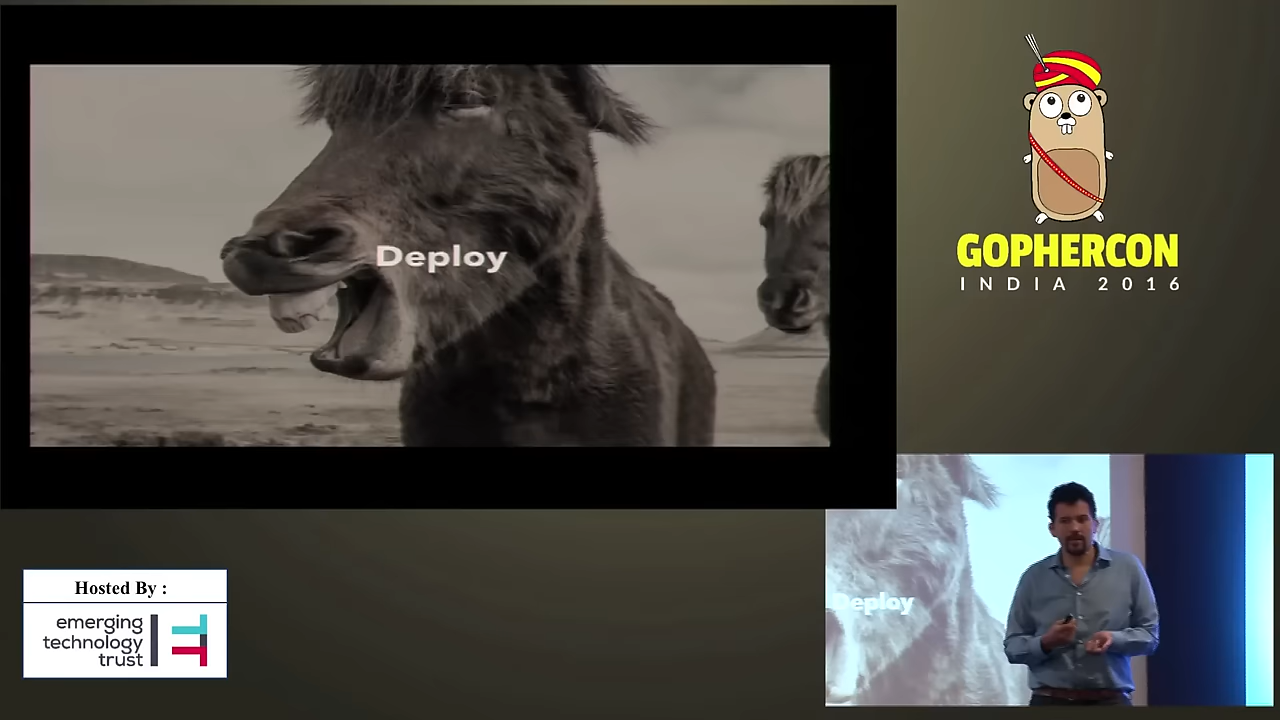 Deploy
GOPHERCON
INDIA 2016
Deploy
Hosted By :
emerging
technology
trust